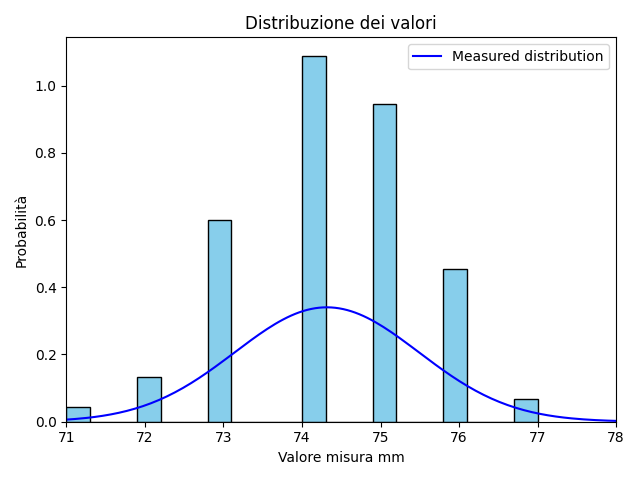 Distribuzione dei valori
Measured distribution
Probabilità
1.0
0.8
0.6
0.4
0.2
0.0
71 72 73 74 75 76 77 78
Valore misura mm